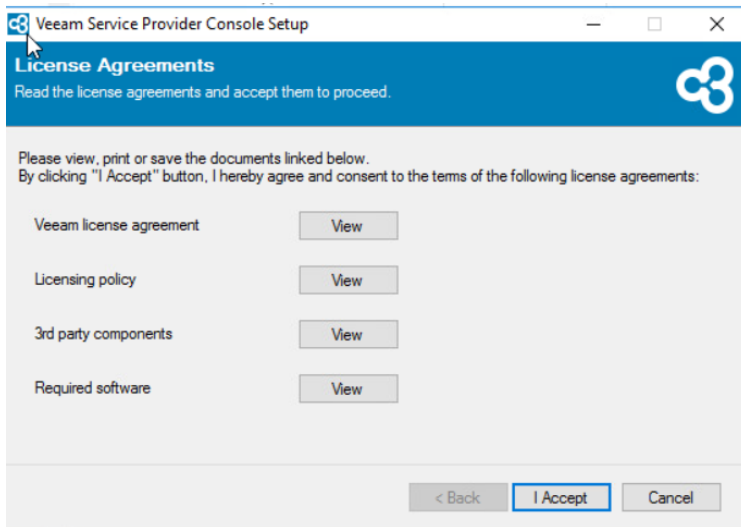 Veeam Service Provider Console Setup
License Agreements
Read the license agreements and accept them to proceed.
Please view, print or save the documents linked below.
By clicking "I Accept" button, I hereby agree and consent to the terms of the following license agreements:
Veeam license agreement View
Licensing policy View
3rd party components View
Required software View
< Back I Accept Cancel